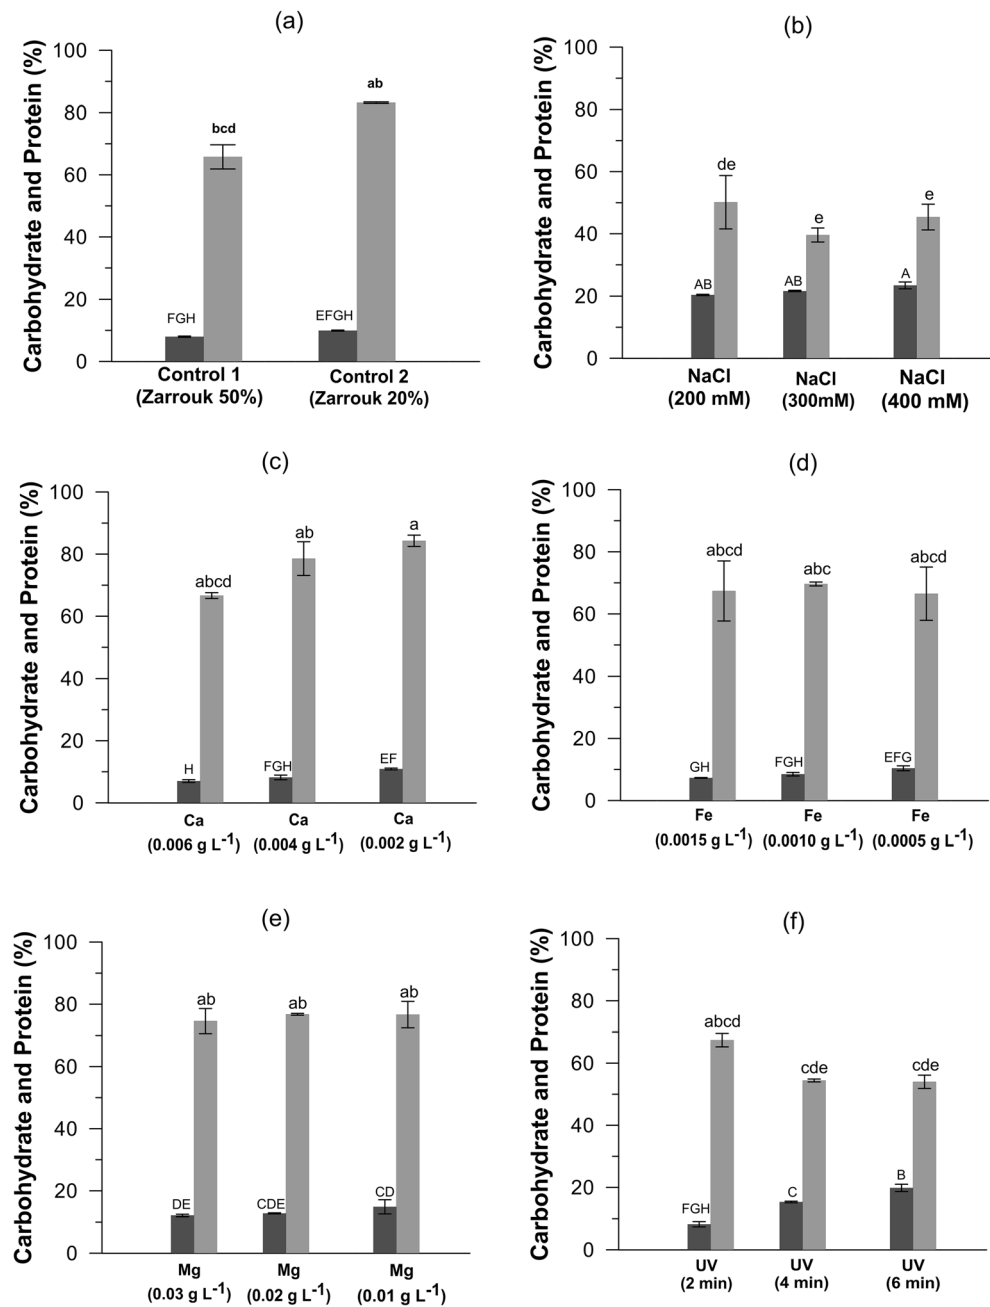 (a)
Carbohydrate and Protein (%)
100
80
60
40
20
0
bcd
ab
FGH
EFGH
Control 1
(Zarrouk 50%)
Control 2
(Zarrouk 20%)
(b)
Carbohydrate and Protein (%)
100
80
60
40
20
0
de
e
e
AB
AB
A
NaCl
(200 mM)
NaCl
(300mM)
NaCl
(400 mM)
(c)
Carbohydrate and Protein (%)
100
80
60
40
20
0
abcd
ab
a
H
FGH
EF
Ca
(0.006 g L⁻¹)
Ca
(0.004 g L⁻¹)
Ca
(0.002 g L⁻¹)
(d)
Carbohydrate and Protein (%)
100
80
60
40
20
0
abcd
abc
abcd
GH
FGH
EFG
Fe
(0.0015 g L⁻¹)
Fe
(0.0010 g L⁻¹)
Fe
(0.0005 g L⁻¹)
(e)
Carbohydrate and Protein (%)
100
80
60
40
20
0
ab
ab
ab
DE
CDE
CD
Mg
(0.03 g L⁻¹)
Mg
(0.02 g L⁻¹)
Mg
(0.01 g L⁻¹)
(f)
Carbohydrate and Protein (%)
100
80
60
40
20
0
abcd
cde
cde
FGH
C
B
UV
(2 min)
UV
(4 min)
UV
(6 min)